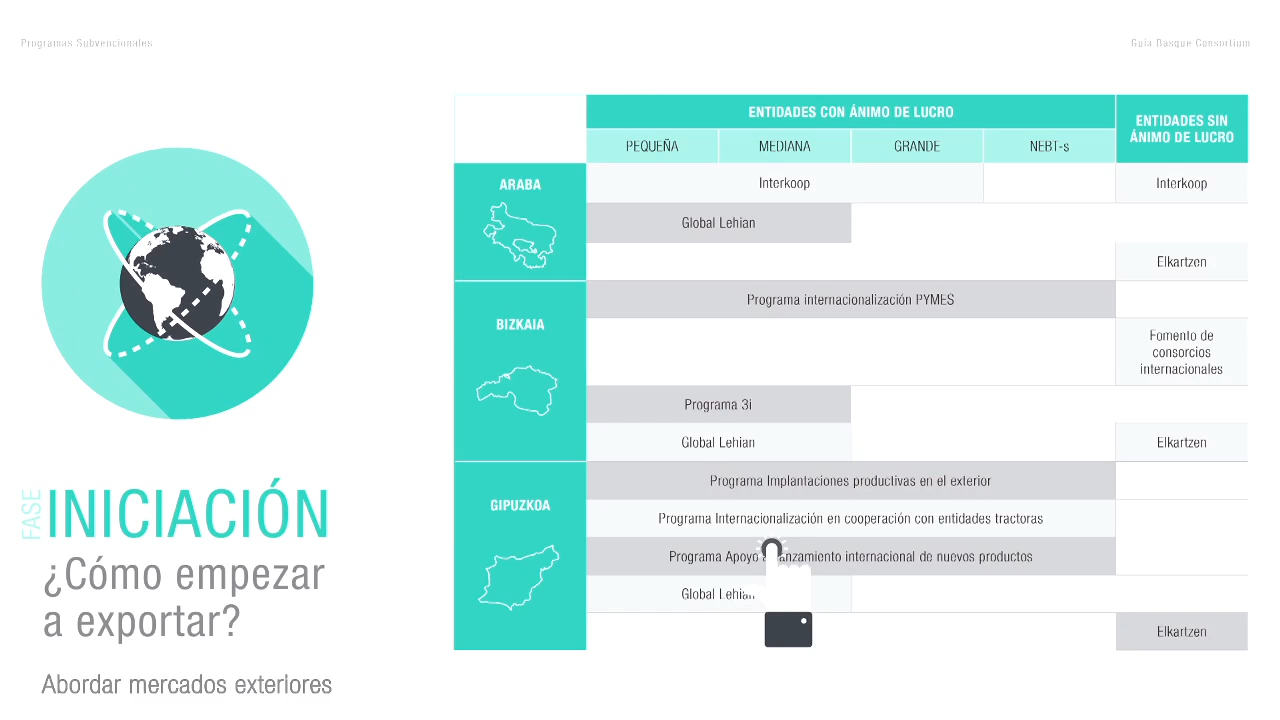 Programas Subvencionales
Guía Basque Consortium
ENTIDADES CON ÁNIMO DE LUCRO
ENTIDADES SIN
ÁNIMO DE LUCRO
PEQUEÑA
MEDIANA
GRANDE
NEBT-s
ARABA
Interkoop
Interkoop
Global Lehian
Elkartzen
BIZKAIA
Programa internacionalización PYMES
Fomento de
consorcios
internacionales
Programa 3i
Global Lehian
Elkartzen
GIPUZKOA
Programa Implantaciones productivas en el exterior
Programa Internacionalización en cooperación con entidades tractoras
Programa Apoyo a lanzamiento internacional de nuevos productos
Global Lehian
Elkartzen
FASE
INICIACIÓN
¿Cómo empezar
a exportar?
Abordar mercados exteriores